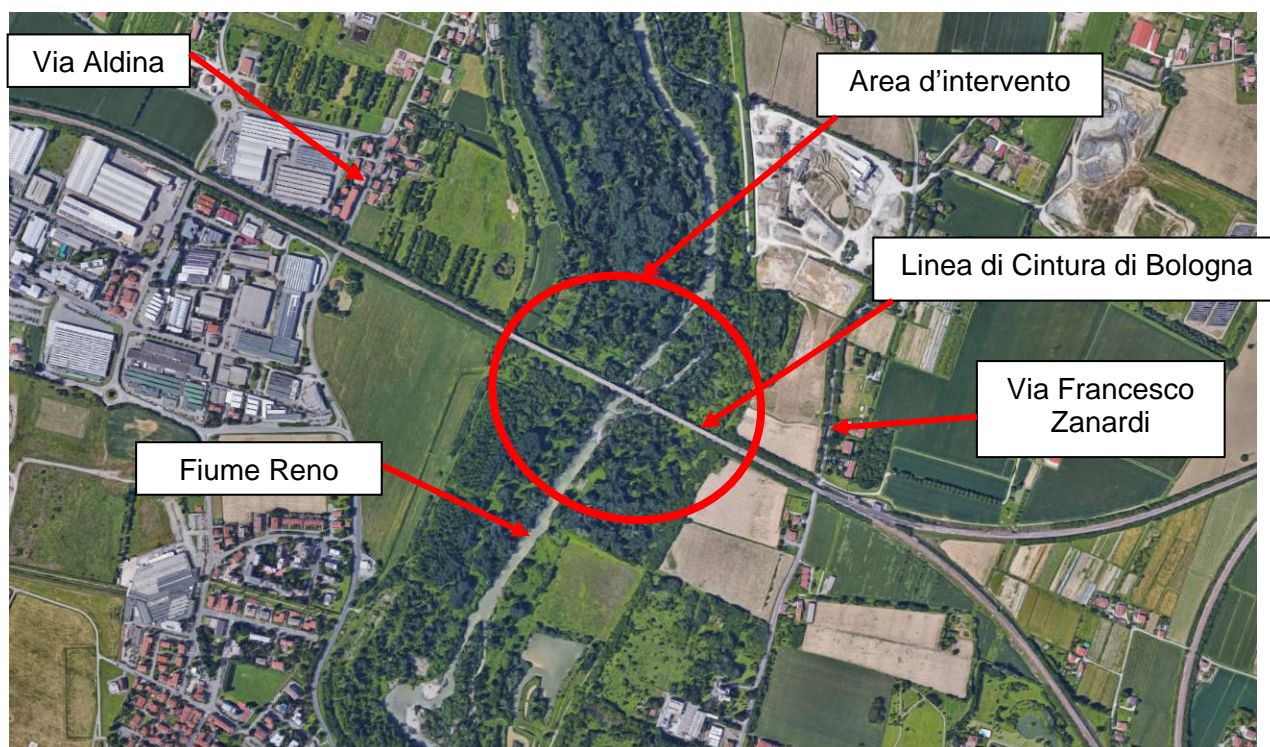 Via Aldina
Area d’intervento
Linea di Cintura di Bologna
Via Francesco
Zanardi
Fiume Reno